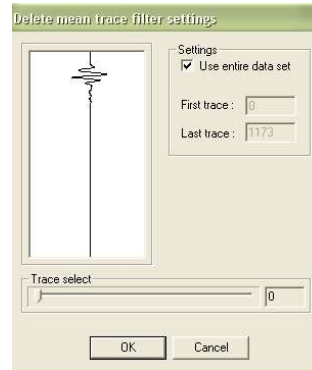 Delete mean trace filter settings
Settings
Use entire data set
First trace : 0
Last trace : 1173
Trace select
0
OK Cancel